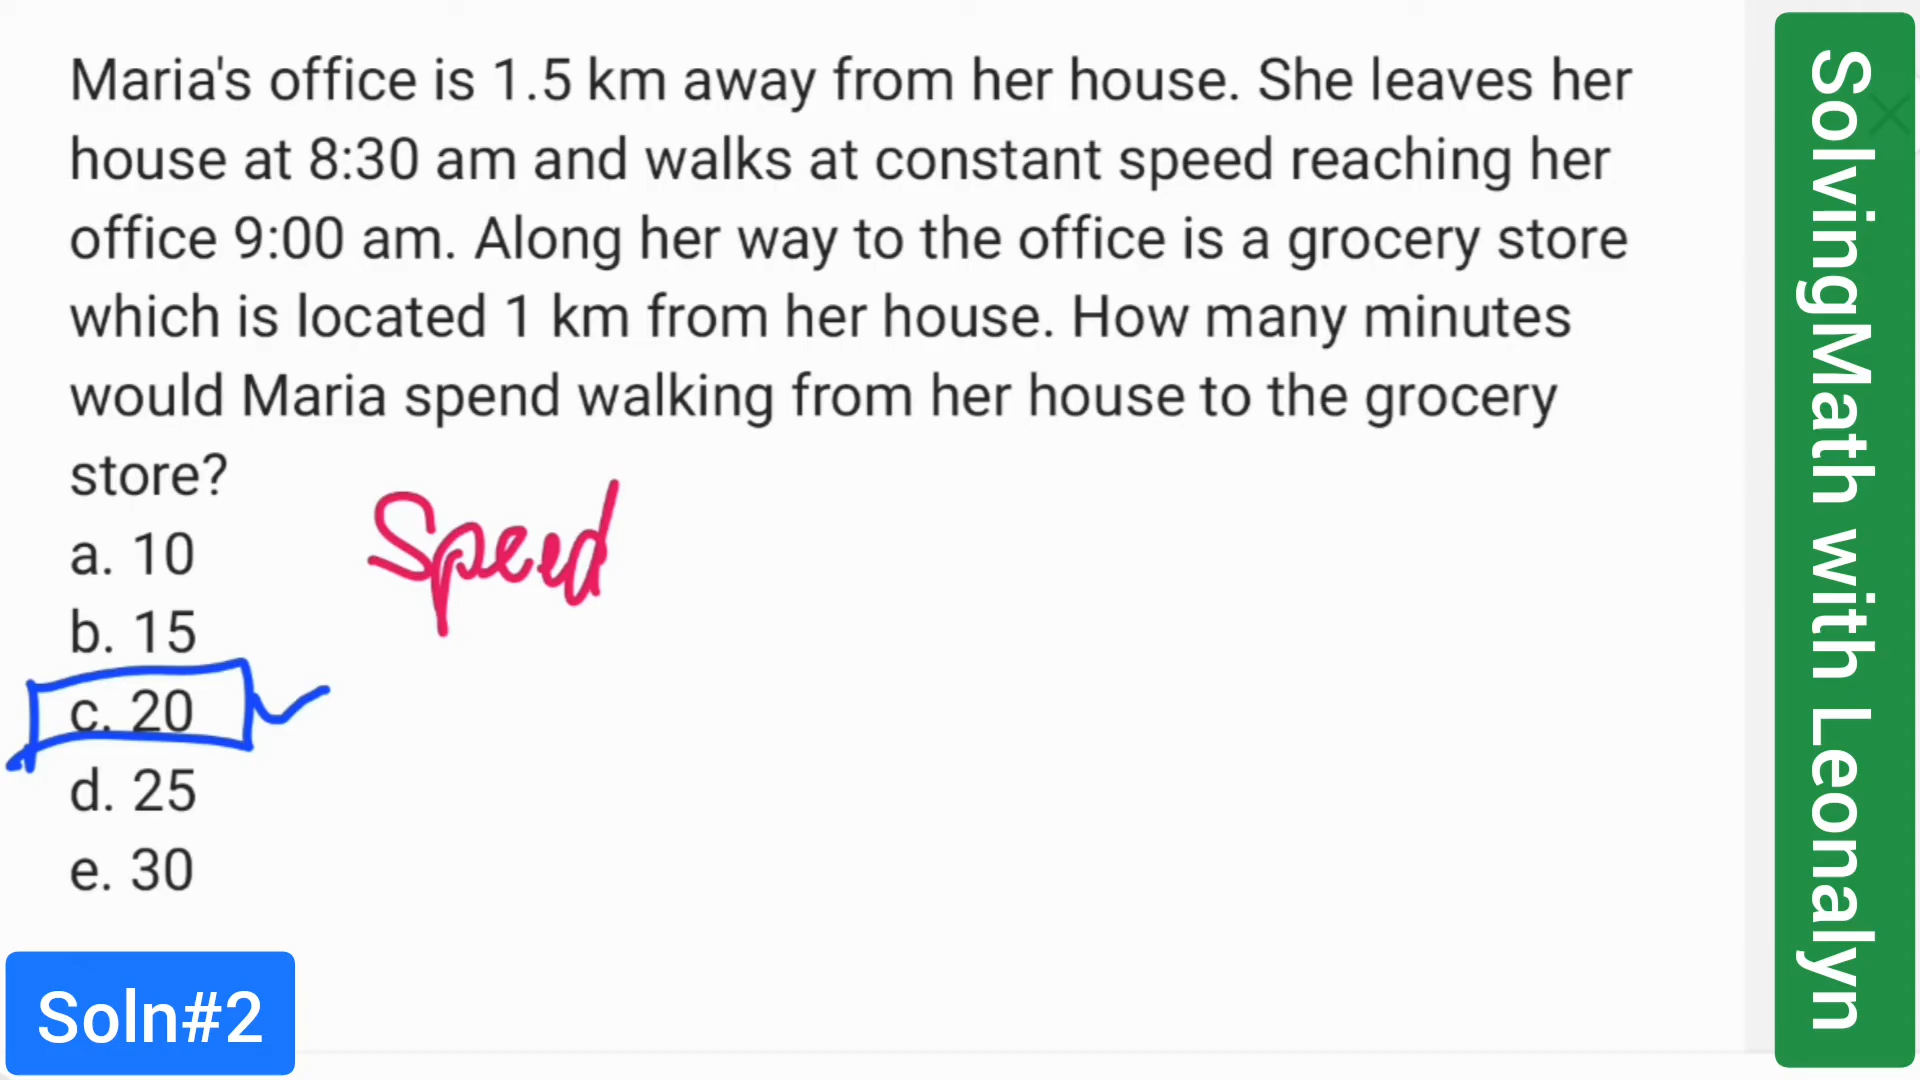 Maria's office is 1.5 km away from her house. She leaves her
house at 8:30 am and walks at constant speed reaching her
office 9:00 am. Along her way to the office is a grocery store
which is located 1 km from her house. How many minutes
would Maria spend walking from her house to the grocery
store?
Speed
a. 10
b. 15
c. 20
d. 25
e. 30
Soln#2
SolvingMath with Leonalyn